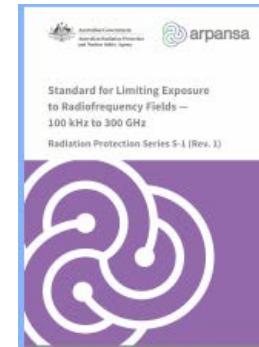 Australian Government
Australian Radiation Protection
and Nuclear Safety Agency
arpansa
Standard for Limiting Exposure
to Radiofrequency Fields —
100 kHz to 300 GHz
Radiation Protection Series S-1 (Rev. 1)